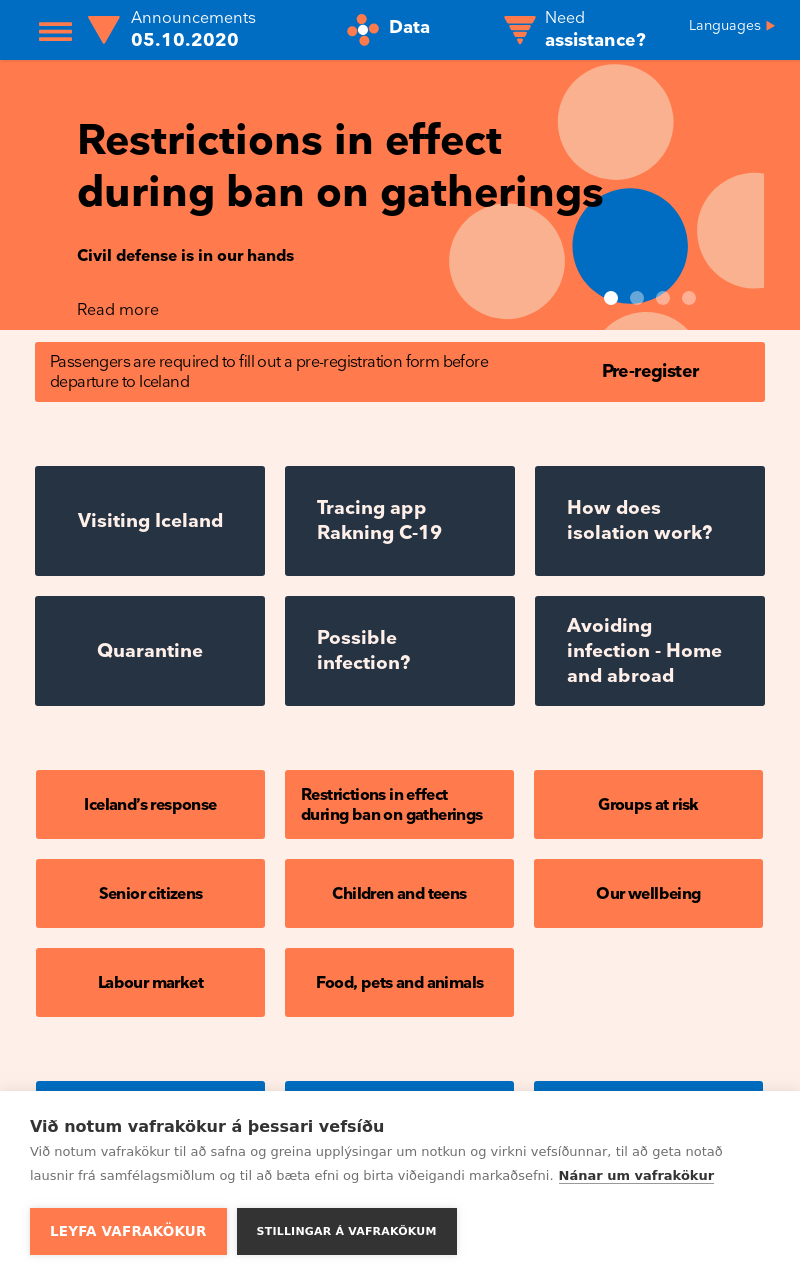 Announcements
05.10.2020
Data
Need
assistance?
Languages
Restrictions in effect
during ban on gatherings
Civil defense is in our hands
Read more
Passengers are required to fill out a pre-registration form before
departure to Iceland
Pre-register
Visiting Iceland
Tracing app
Rakning C-19
How does
isolation work?
Quarantine
Possible
infection?
Avoiding
infection - Home
and abroad
Iceland's response
Restrictions in effect
during ban on gatherings
Groups at risk
Senior citizens
Children and teens
Our wellbeing
Labour market
Food, pets and animals
Við notum vafrakökur á þessari vefsíðu
Við notum vafrakökur til að safna og greina upplýsingar um notkun og virkni vefsíðunnar, til að geta notað
lausnir frá samfélagsmiðlum og til að bæta efni og birta viðeigandi markaðsefni. Nánar um vafrakökur
LEYFA VAFRAKÖKUR
STILLINGAR Á VAFRAKÖKUM